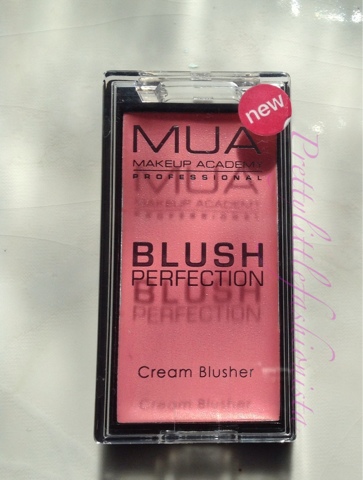 new
MUA
MAKEUP ACADEMY
PROFESSIONAL
BLUSH
PERFECTION
Cream Blusher
Prettylittlefashionista